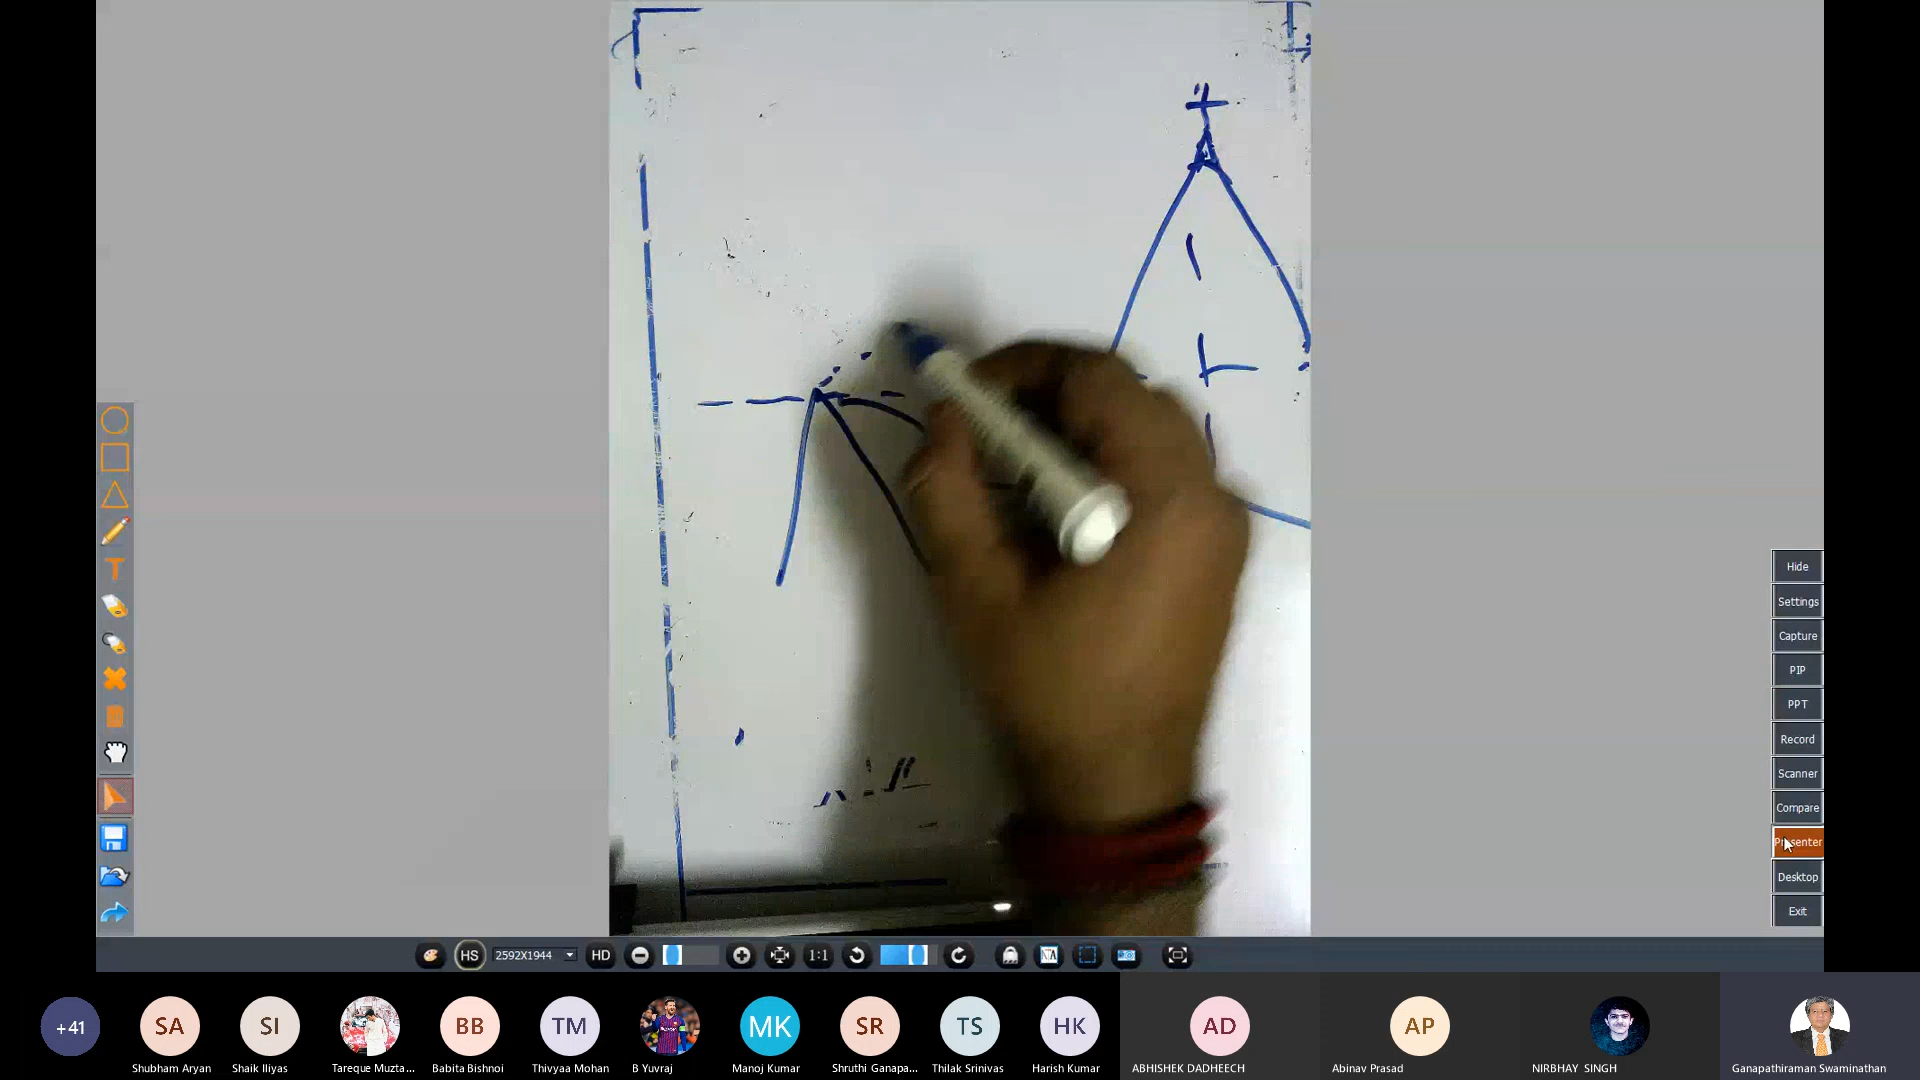 T
Hide
Settings
Capture
PIP
PPT
Record
Scanner
Compare
Presenter
Desktop
Exit
HS
2592X1944
HD
1:1
+41
SA
SI
BB
TM
MK
SR
TS
HK
AD
AP
Shubham Aryan
Shaik Iliyas
Tareque Muzta...
Babita Bishnoi
Thivyaa Mohan
B Yuvraj
Manoj Kumar
Shruthi Ganapa...
Thilak Srinivas
Harish Kumar
ABHISHEK DADHEECH
Abinav Prasad
NIRBHAY SINGH
Ganapathiraman Swaminathan